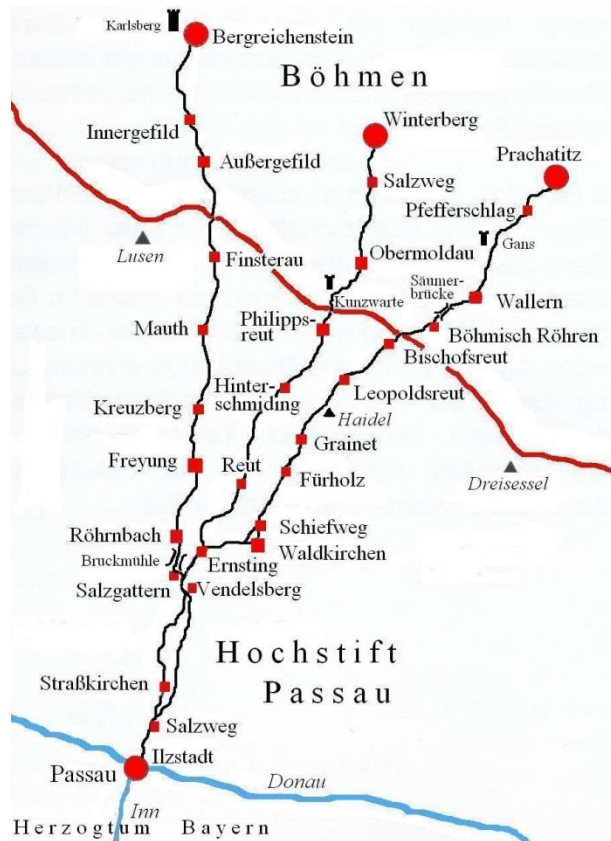 Karlsberg
Bergreichenstein
Böhmen
Innergefild
Winterberg
Außergefild
Prachatitz
Salzweg
Pfefferschlag
Lusen
Gans
Finsterau
Obermoldau
Säumer-
brücke
Kunzwarte
Wallern
Mauth
Philipps-
reut
Böhmisch Röhren
Bischofsreut
Hinter-
schmiding
Leopoldsreut
Kreuzberg
Haidel
Grainet
Freyung
Reut
Fürholz
Dreisessel
Röhrnbach
Schiefweg
Bruckmühle
Ernsting
Waldkirchen
Salzgattern
Vendelsberg
Hochstift
Passau
Straßkirchen
Salzweg
Ilzstadt
Passau
Donau
Inn
Herzogtum Bayern